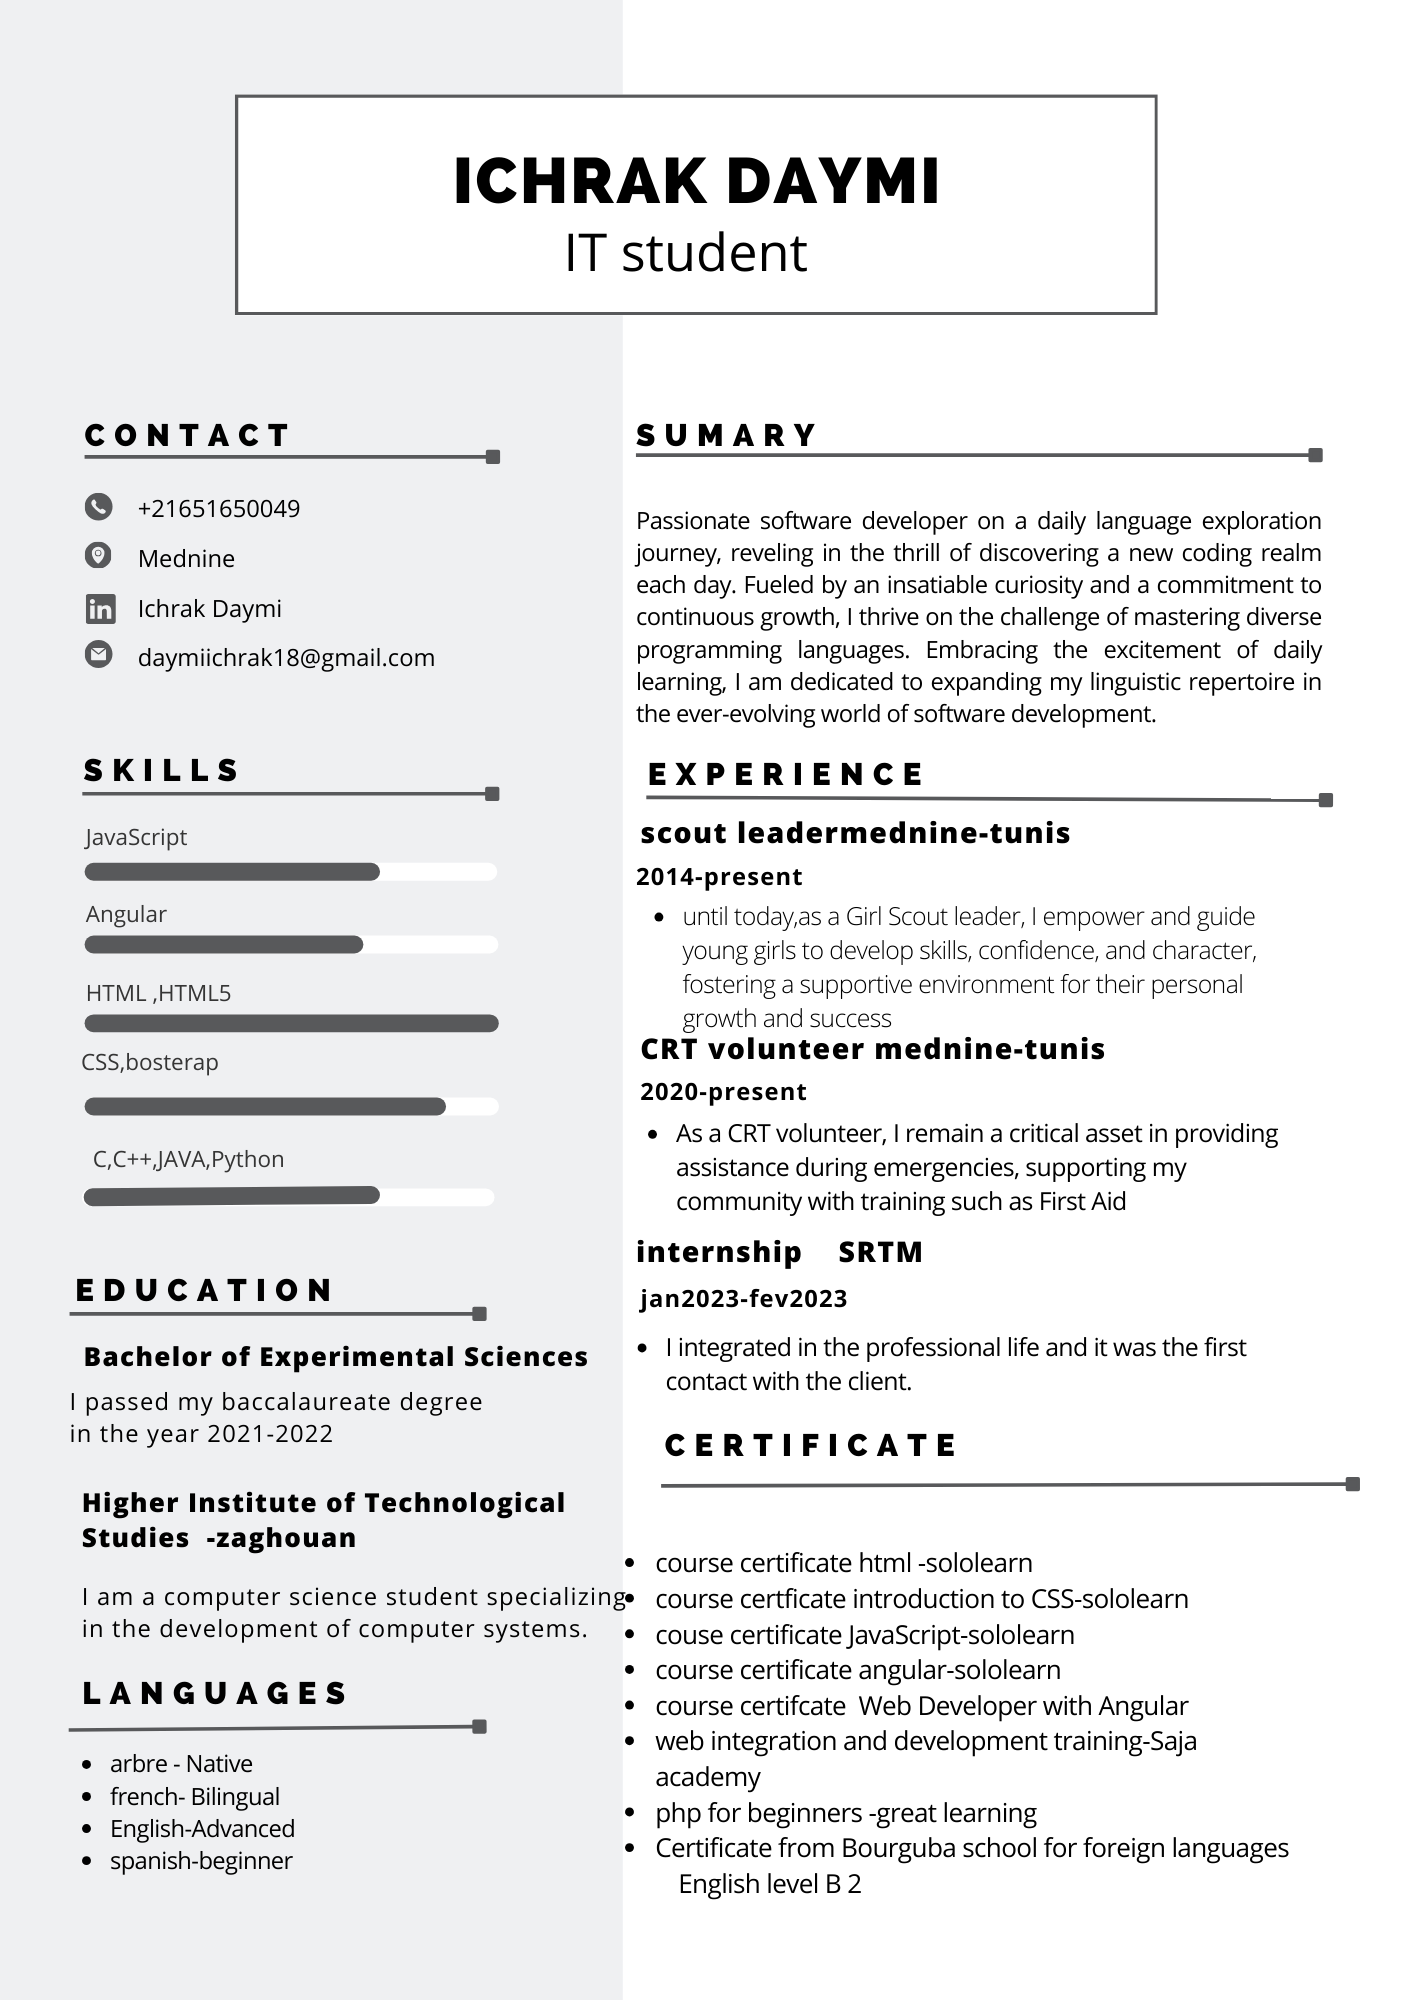 ICHRAK DAYMI
IT student
CONTACT
+21651650049
Mednine
Ichrak Daymi
daymiichrak18@gmail.com
SKILLS
JavaScript
Angular
HTML ,HTML5
CSS,bosterap
C,C++,JAVA,Python
EDUCATION
Bachelor of Experimental Sciences
I passed my baccalaureate degree
in the year 2021-2022
Higher Institute of Technological
Studies -zaghouan
I am a computer science student specializing
in the development of computer systems.
LANGUAGES
• arbre - Native
• french- Bilingual
• English-Advanced
• spanish-beginner
SUMARY
Passionate software developer on a daily language exploration
journey, reveling in the thrill of discovering a new coding realm
each day. Fueled by an insatiable curiosity and a commitment to
continuous growth, I thrive on the challenge of mastering diverse
programming languages. Embracing the excitement of daily
learning, I am dedicated to expanding my linguistic repertoire in
the ever-evolving world of software development.
EXPERIENCE
scout leadermednine-tunis
2014-present
• until today,as a Girl Scout leader, I empower and guide
young girls to develop skills, confidence, and character,
fostering a supportive environment for their personal
growth and success
CRT volunteer mednine-tunis
2020-present
• As a CRT volunteer, I remain a critical asset in providing
assistance during emergencies, supporting my
community with training such as First Aid
internship SRTM
jan2023-fev2023
• I integrated in the professional life and it was the first
contact with the client.
CERTIFICATE
• course certificate html -sololearn
• course certficate introduction to CSS-sololearn
• couse certificate JavaScript-sololearn
• course certificate angular-sololearn
• course certifcate Web Developer with Angular
• web integration and development training-Saja
academy
• php for beginners -great learning
• Certificate from Bourguba school for foreign languages
English level B 2